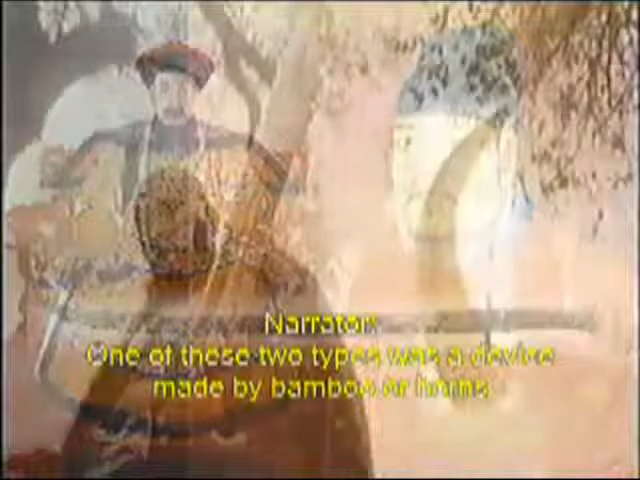 Narrator:
One of these two types was a device
made by bamboo or horns